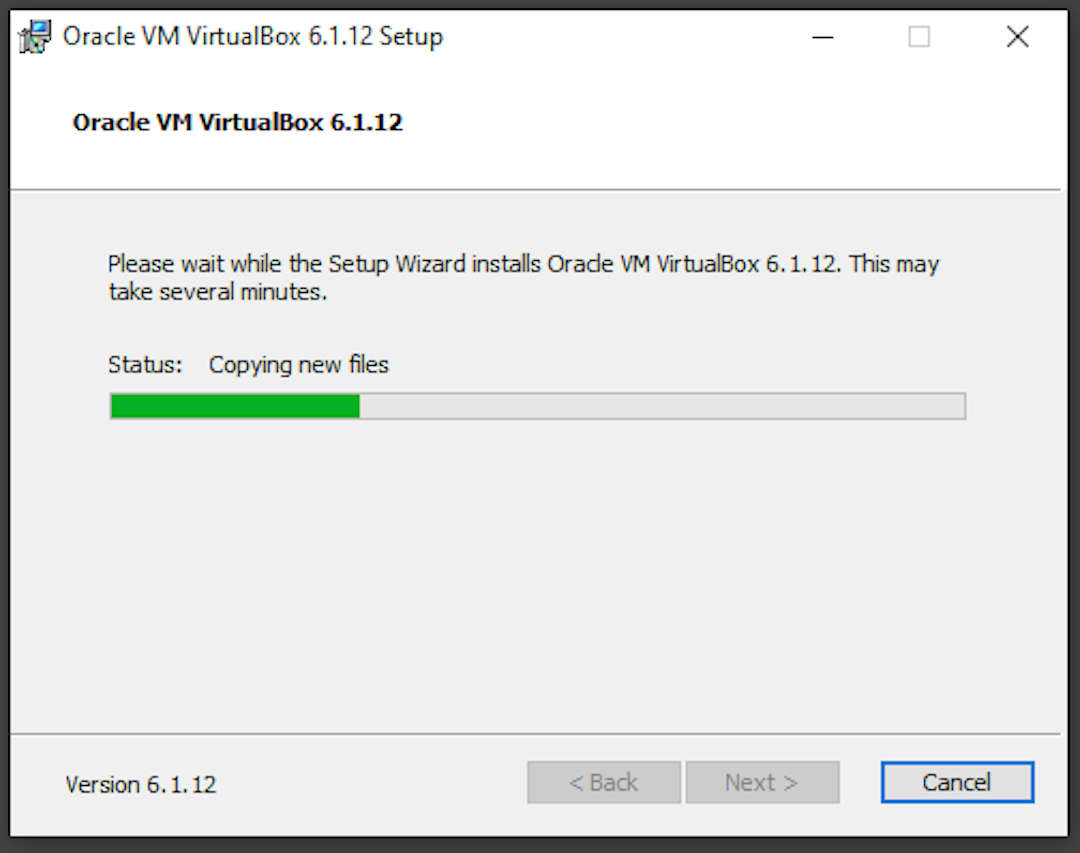 Oracle VM VirtualBox 6.1.12 Setup
Oracle VM VirtualBox 6.1.12
Please wait while the Setup Wizard installs Oracle VM VirtualBox 6.1.12. This may
take several minutes.
Status: Copying new files
Version 6.1.12 < Back Next > Cancel